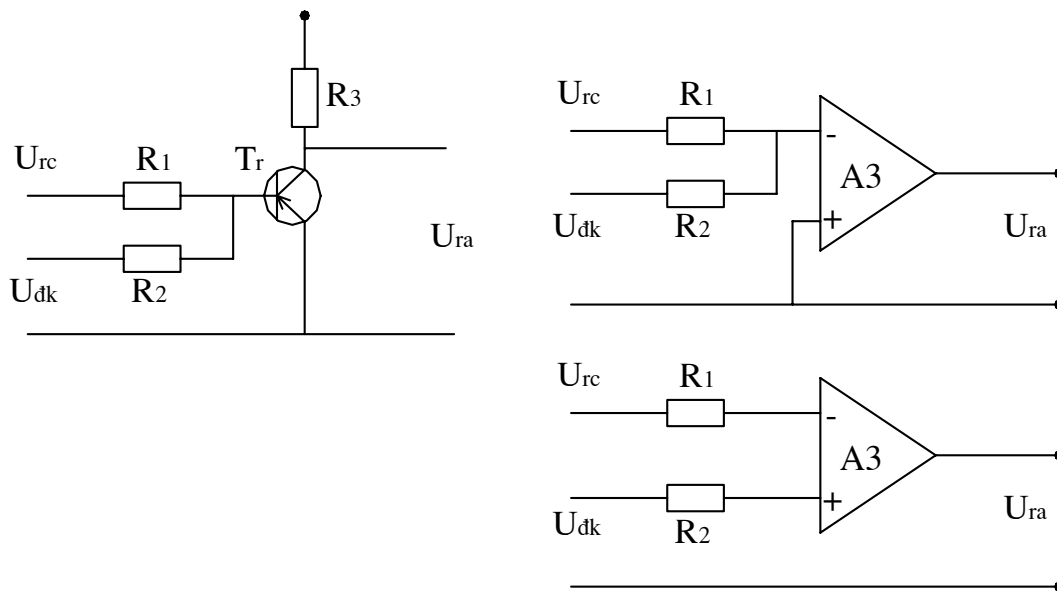 R3
Urc
R1
Tr
Uđk
R2
Ura
Urc
R1
-
A3
Uđk
R2
+
Ura
Urc
R1
-
A3
Uđk
R2
+
Ura